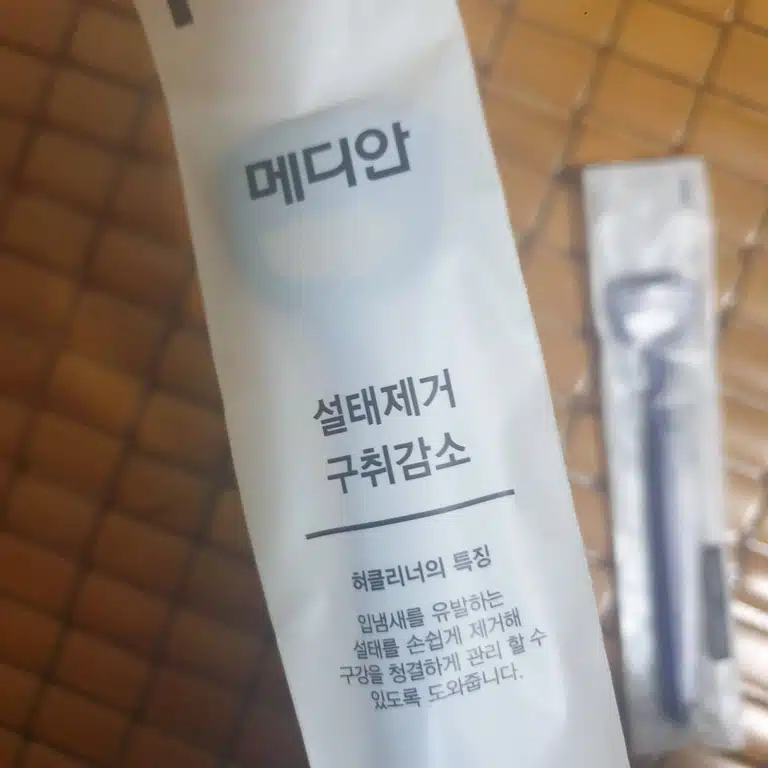 메디안
설태제거
구취감소
혀클리너의 특징
입냄새를 유발하는
설태를 손쉽게 제거해
구강을 청결하게 관리 할 수
있도록 도와줍니다.